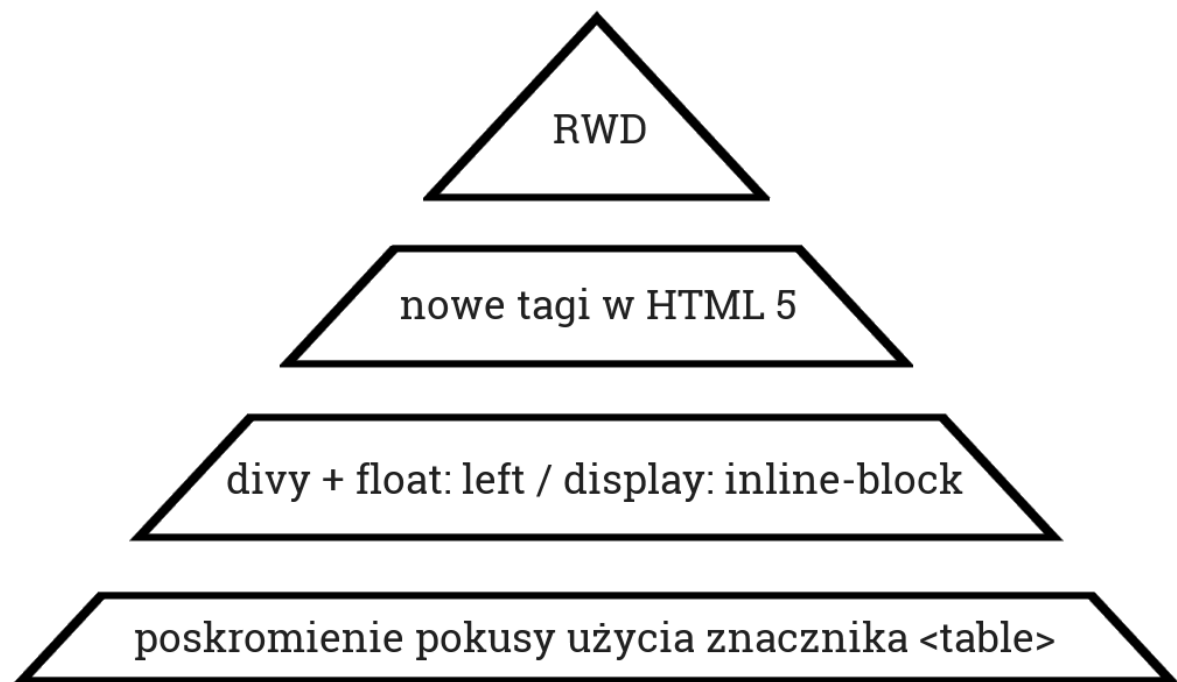 RWD
nowe tagi w HTML 5
divy + float: left / display: inline-block
poskromienie pokusy użycia znacznika <table>